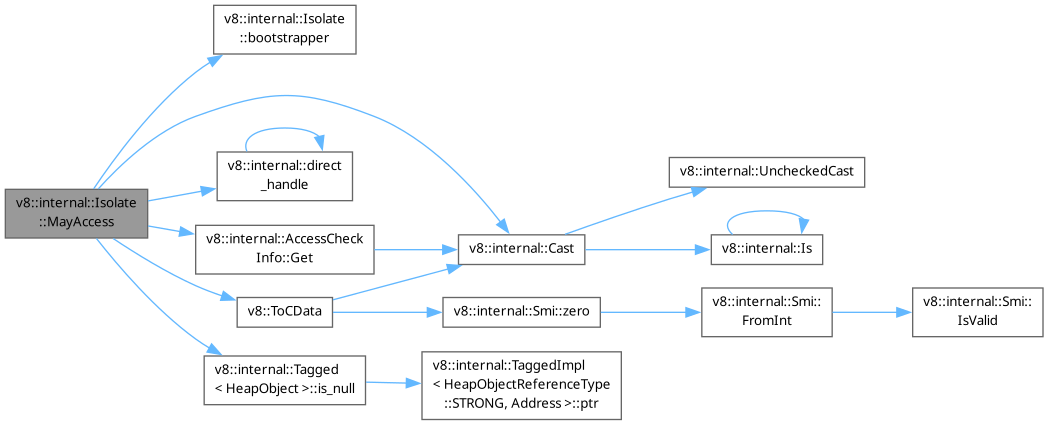 v8::internal::Isolate
::bootstrapper
v8::internal::direct
_handle
v8::internal::UncheckedCast
v8::internal::Isolate
::MayAccess
v8::internal::AccessCheck
Info::Get
v8::internal::Cast
v8::internal::Is
v8::ToCData
v8::internal::Smi::zero
v8::internal::Smi::
FromInt
v8::internal::Smi::
IsValid
v8::internal::Tagged
< HeapObject >::is_null
v8::internal::TaggedImpl
< HeapObjectReferenceType
::STRONG, Address >::ptr